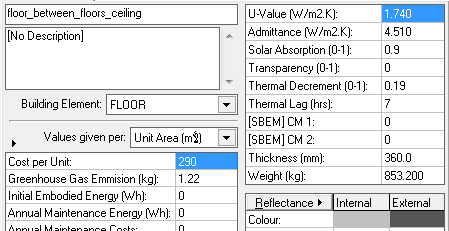 floor_between_floors_ceiling
[No Description]
Building Element: FLOOR
Values given per: Unit Area (m²)
Cost per Unit: 290
Greenhouse Gas Emmision (kg): 1.22
Initial Embodied Energy (Wh): 0
Annual Maintenance Energy (Wh): 0
Annual Maintenance Costs: 0
U-Value (W/m2.K): 1.740
Admittance (W/m2.K): 4.510
Solar Absorption (0-1): 0.9
Transparency (0-1): 0
Thermal Decrement (0-1): 0.19
Thermal Lag (hrs): 7
[SBEM] CM 1: 0
[SBEM] CM 2: 0
Thickness (mm): 360.0
Weight (kg): 853.200
Reflectance Internal External
Colour: